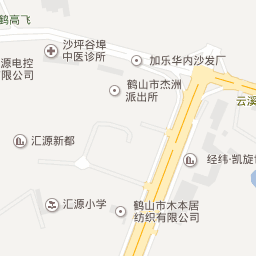 鹤高飞
沙坪谷埠
中医诊所
加乐华内沙发厂
源电控
有限公司
鹤山市杰洲
派出所
云溪
汇源新都
经纬·凯旋
汇源小学
鹤山市木本居
纺织有限公司